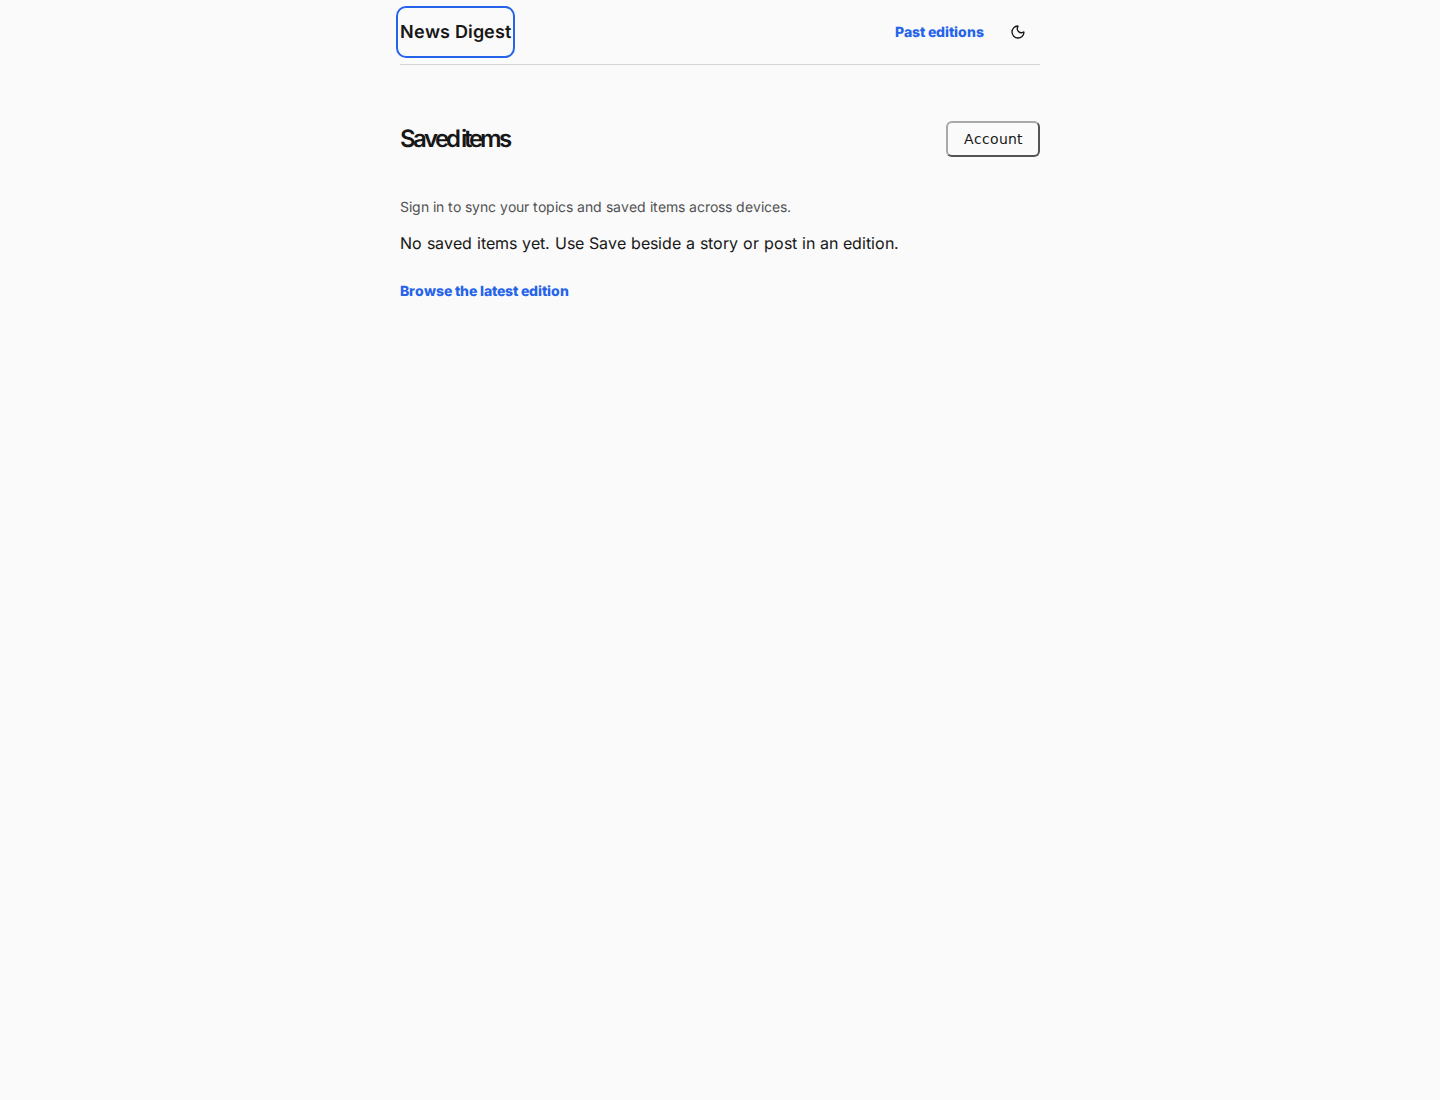 News Digest
Past editions
Saved items
Account
Sign in to sync your topics and saved items across devices.
No saved items yet. Use Save beside a story or post in an edition.
Browse the latest edition